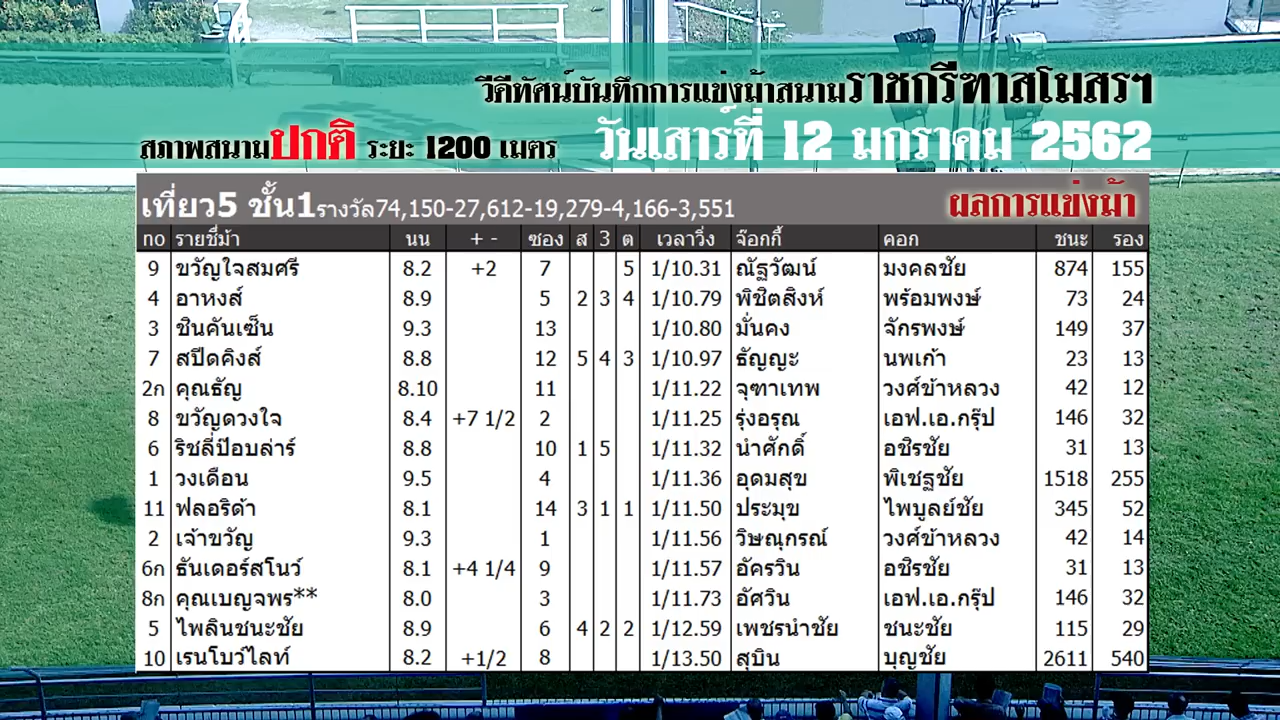 วีดีทัศน์บันทึกการแข่งม้าสนามราชกรีฑาสโมสรฯ
สภาพสนามปกติ ระยะ 1200 เมตร วันเสาร์ที่ 12 มกราคม 2562
เที่ยว5 ชั้น1รางวัล74,150-27,612-19,279-4,166-3,551 ผลการแข่งม้า
no รายชื่ม้า นน + - ซอง ส 3 ต เวลาวิ่ง จ๊อกกี้ คอก ชนะ รอง
9 ขวัญใจสมศรี 8.2 +2 7 5 1/10.31 ณัฐวัฒน์ มงคลชัย 874 155
4 อาหงส์ 8.9 5 2 3 4 1/10.79 พิชิตสิงห์ พร้อมพงษ์ 73 24
3 ชินคันเซ็น 9.3 13 1/10.80 มั่นคง จักรพงษ์ 149 37
7 สปีดคิงส์ 8.8 12 5 4 3 1/10.97 ธัญญะ นพเก้า 23 13
2ก คุณธัญ 8.10 11 1/11.22 จุฑาเทพ วงศ์ข้าหลวง 42 12
8 ขวัญดวงใจ 8.4 +7 1/2 2 1/11.25 รุ่งอรุณ เอฟ.เอ.กรุ๊ป 146 32
6 ริชลี่ป๊อบล่าร์ 8.8 10 1 5 1/11.32 นำศักดิ์ อชิรชัย 31 13
1 วงเดือน 9.5 4 1/11.36 อุดมสุข พิเชฐชัย 1518 255
11 ฟลอริด้า 8.1 14 3 1 1 1/11.50 ประมุข ไพบูลย์ชัย 345 52
2 เจ้าขวัญ 9.3 1 1/11.56 วิษณุกรณ์ วงศ์ข้าหลวง 42 14
6ก ธันเดอร์สโนว์ 8.1 +4 1/4 9 1/11.57 อัครวิน อชิรชัย 31 13
8ก คุณเบญจพร** 8.0 3 1/11.73 อัศวิน เอฟ.เอ.กรุ๊ป 146 32
5 ไพลินชนะชัย 8.9 6 4 2 2 1/12.59 เพชรนำชัย ชนะชัย 115 29
10 เรนโบว์ไลท์ 8.2 +1/2 8 1/13.50 สุบิน บุญชัย 2611 540